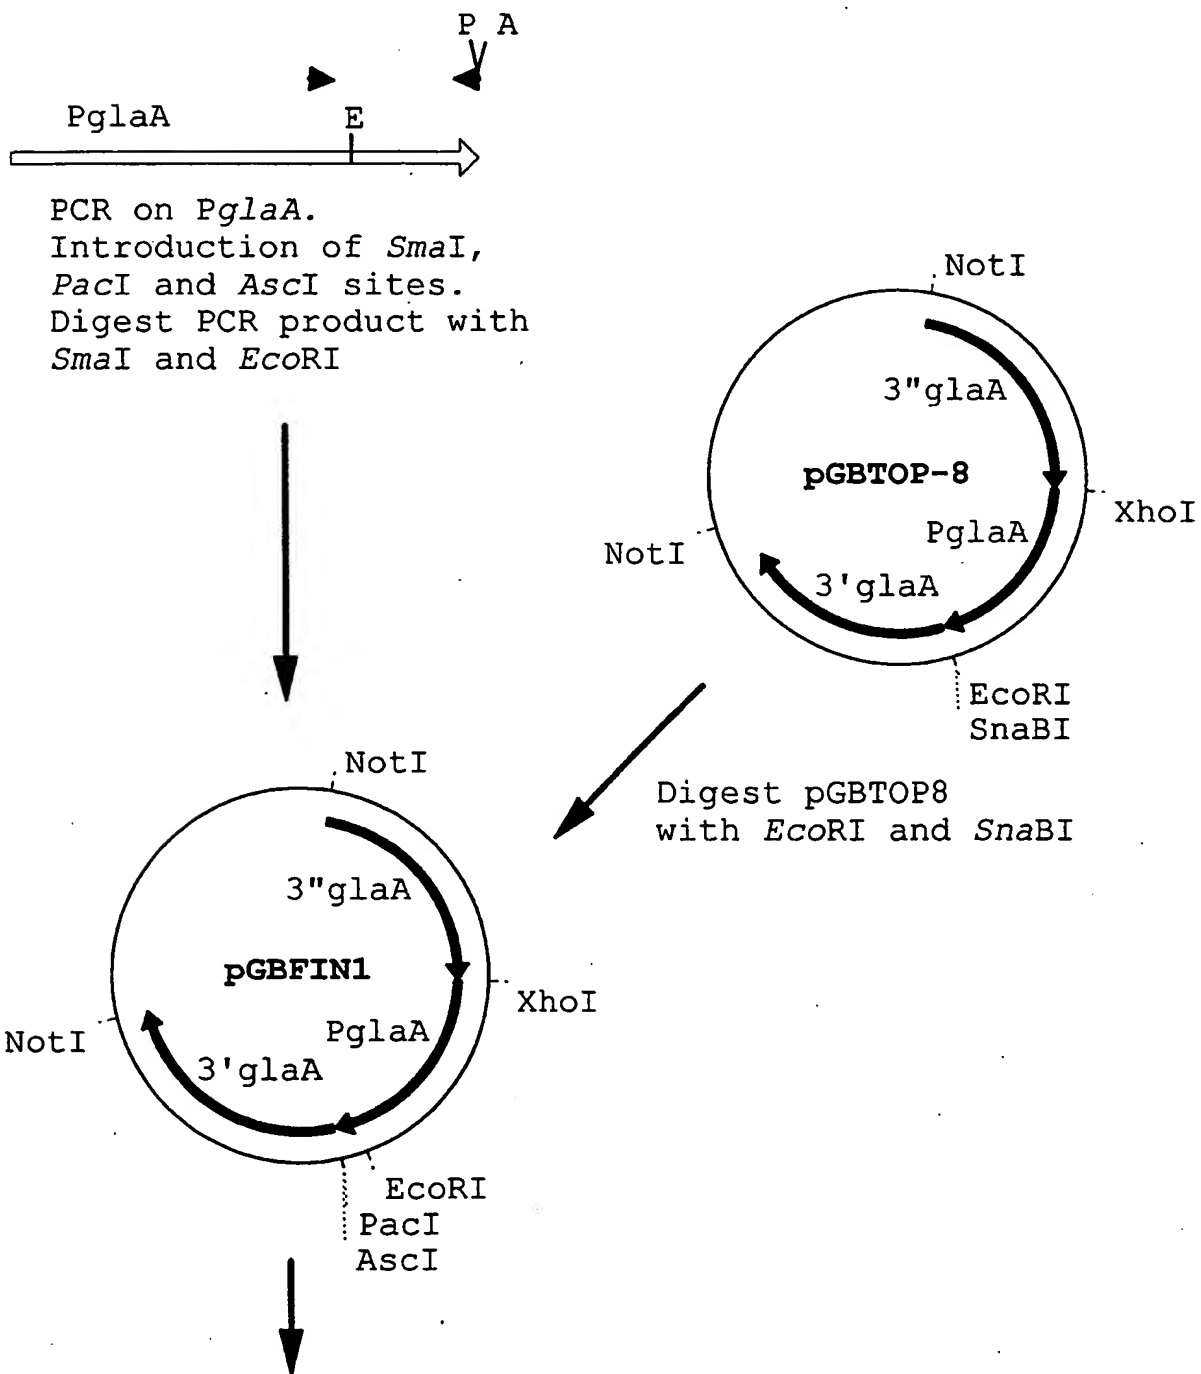 P A
PglaA
E
PCR on PglaA.
Introduction of SmaI,
PacI and AscI sites.
Digest PCR product with
SmaI and EcoRI
NotI
3"glaA
pGBTOP-8
XhoI
PglaA
NotI
3'glaA
EcoRI
SnaBI
Digest pGBTOP8
with EcoRI and SnaBI
NotI
3"glaA
pGBFIN1
XhoI
PglaA
NotI
3'glaA
EcoRI
PacI
AscI